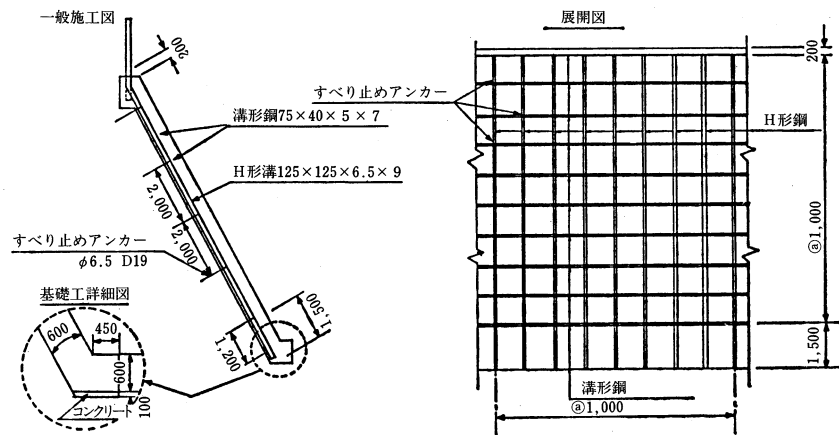 一般施工図
200
溝形鋼75×40×5×7
H形溝125×125×6.5×9
2,000
2,000
すべり止めアンカー
φ6.5 D19
1,500
1,200
基礎工詳細図
600
450
600
100
コンクリート
展開図
200
すべり止めアンカー
H形鋼
ⓐ1,000
1,500
溝形鋼
ⓐ1,000